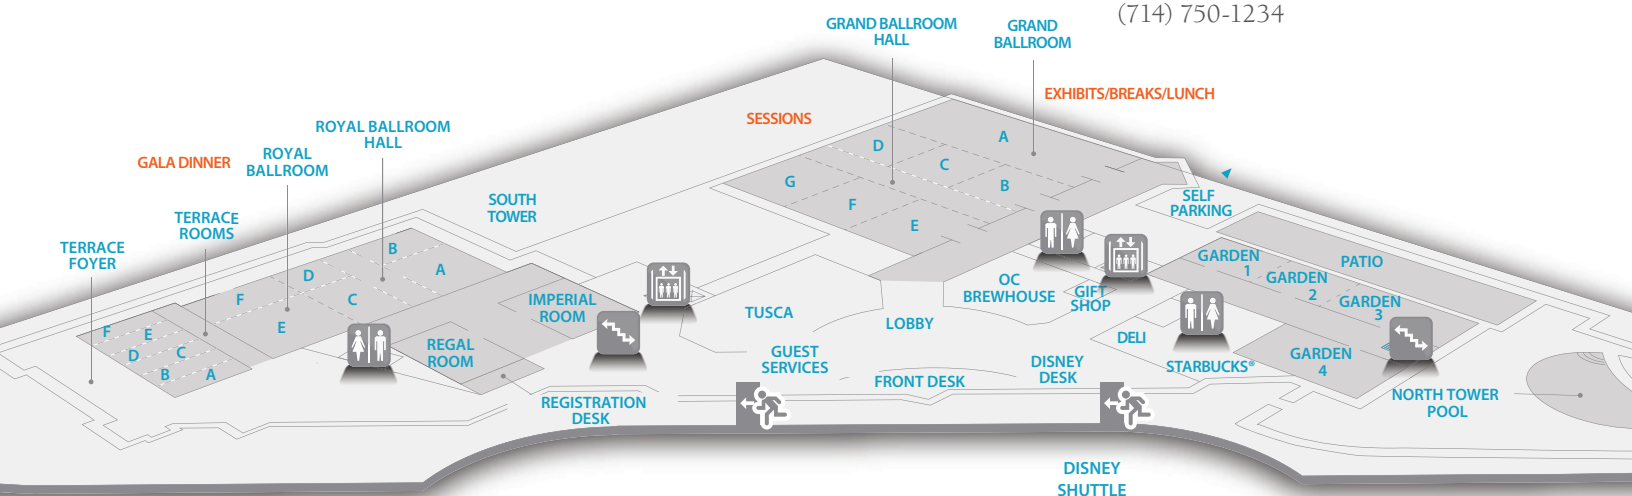 (714) 750-1234
GRAND BALLROOM
HALL
GRAND
BALLROOM
EXHIBITS/BREAKS/LUNCH
SESSIONS
ROYAL BALLROOM
HALL
GALA DINNER
ROYAL
BALLROOM
TERRACE
ROOMS
TERRACE
FOYER
SOUTH
TOWER
A
D
C
B
G
F
E
SELF
PARKING
B
A
D
C
F
E
F
E
D
C
B
A
IMPERIAL
ROOM
REGAL
ROOM
REGISTRATION
DESK
TUSCA
GUEST
SERVICES
LOBBY
FRONT DESK
OC
BREWHOUSE
GIFT
SHOP
DELI
DISNEY
DESK
STARBUCKS®
GARDEN
1
GARDEN
2
GARDEN
3
PATIO
GARDEN
4
NORTH TOWER
POOL
DISNEY
SHUTTLE